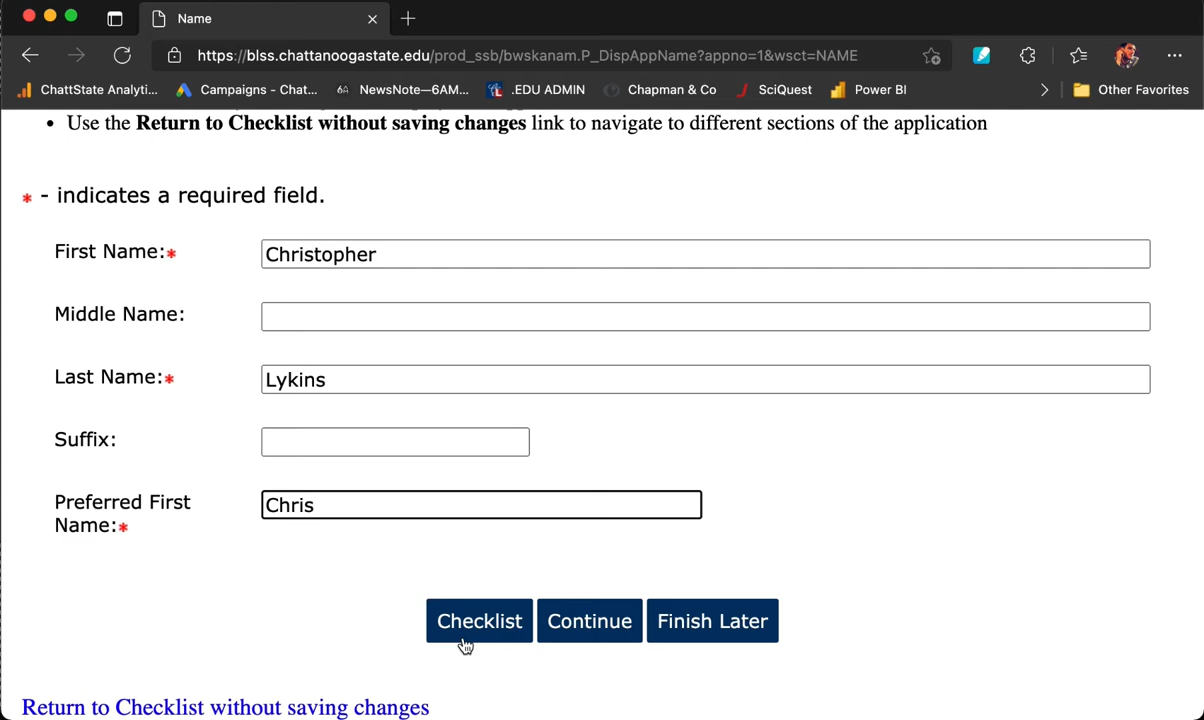 Name
https://blss.chattanoogastate.edu/prod_ssb/bwskanam.P_DispAppName?appno=1&wsct=NAME
ChattState Analyti... Campaigns - Chat... 6A NewsNote—6AM... .EDU ADMIN Chapman & Co SciQuest Power BI Other Favorites
• Use the Return to Checklist without saving changes link to navigate to different sections of the application
* - indicates a required field.
First Name:* Christopher
Middle Name:
Last Name:* Lykins
Suffix:
Preferred First Name:* Chris
Checklist Continue Finish Later
Return to Checklist without saving changes